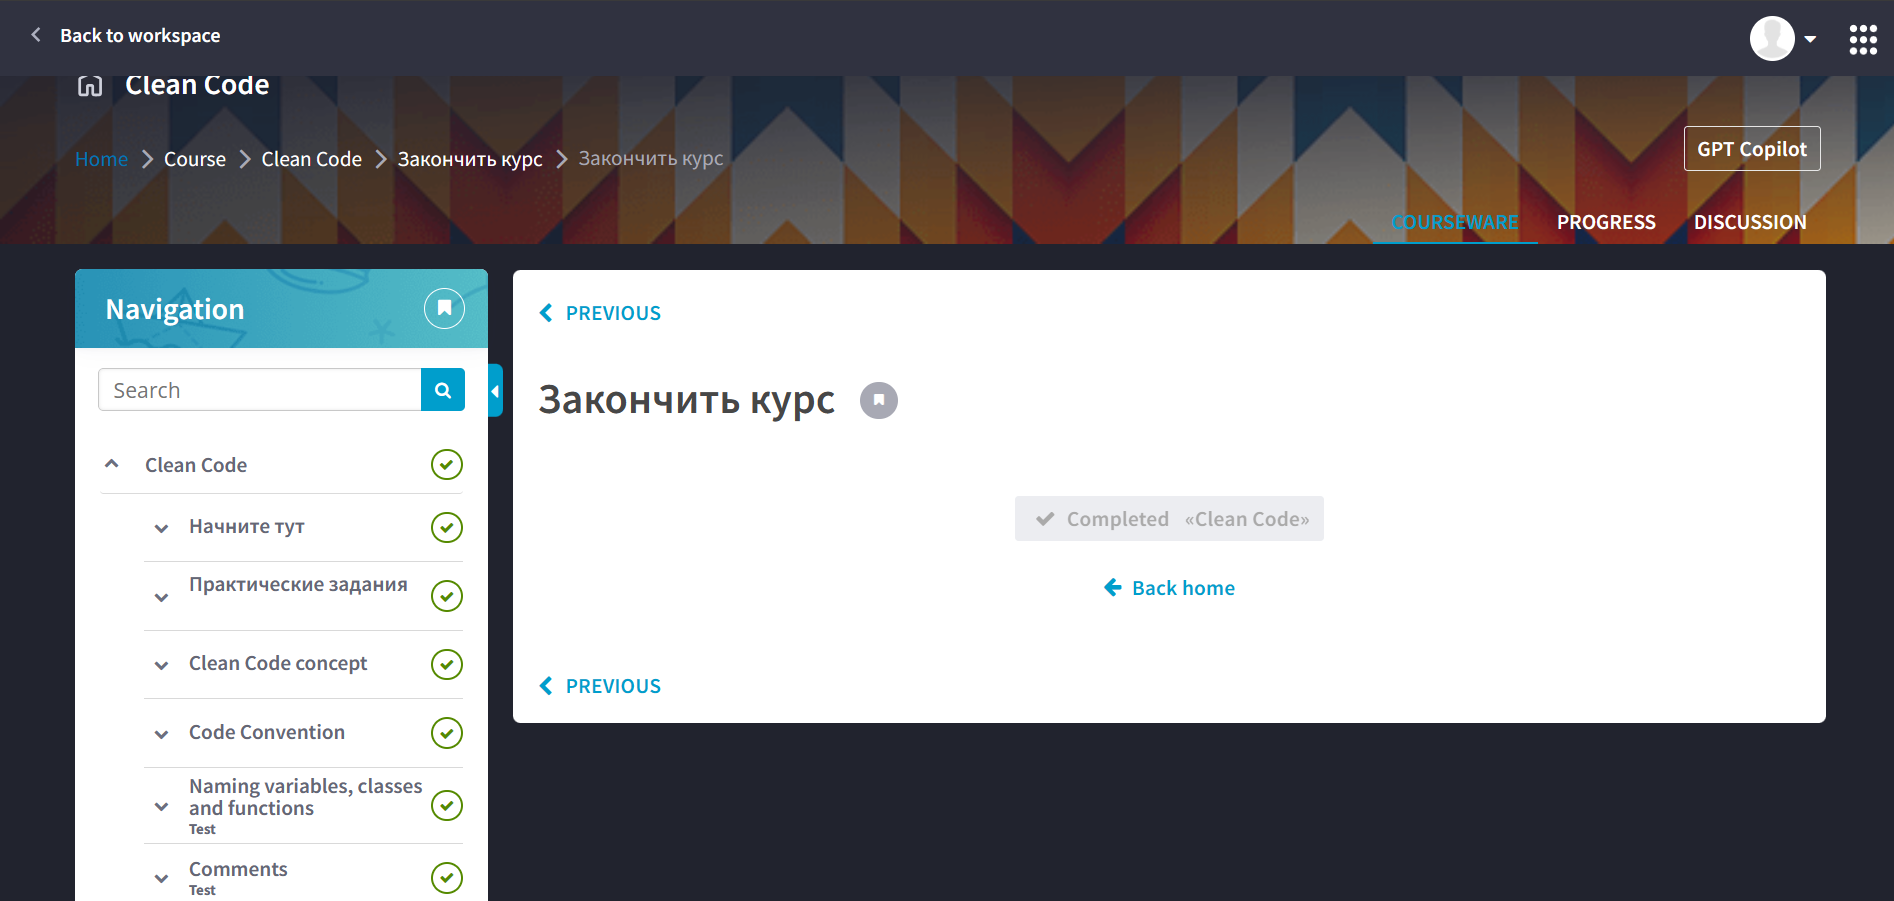 Back to workspace
Clean Code
Home > Course > Clean Code > Закончить курс > Закончить курс
GPT Copilot
COURSEWARE PROGRESS DISCUSSION
Navigation
Search
Clean Code
Начните тут
Практические задания
Clean Code concept
Code Convention
Naming variables, classes
and functions
Test
Comments
Test
PREVIOUS
Закончить курс
Completed «Clean Code»
Back home
PREVIOUS